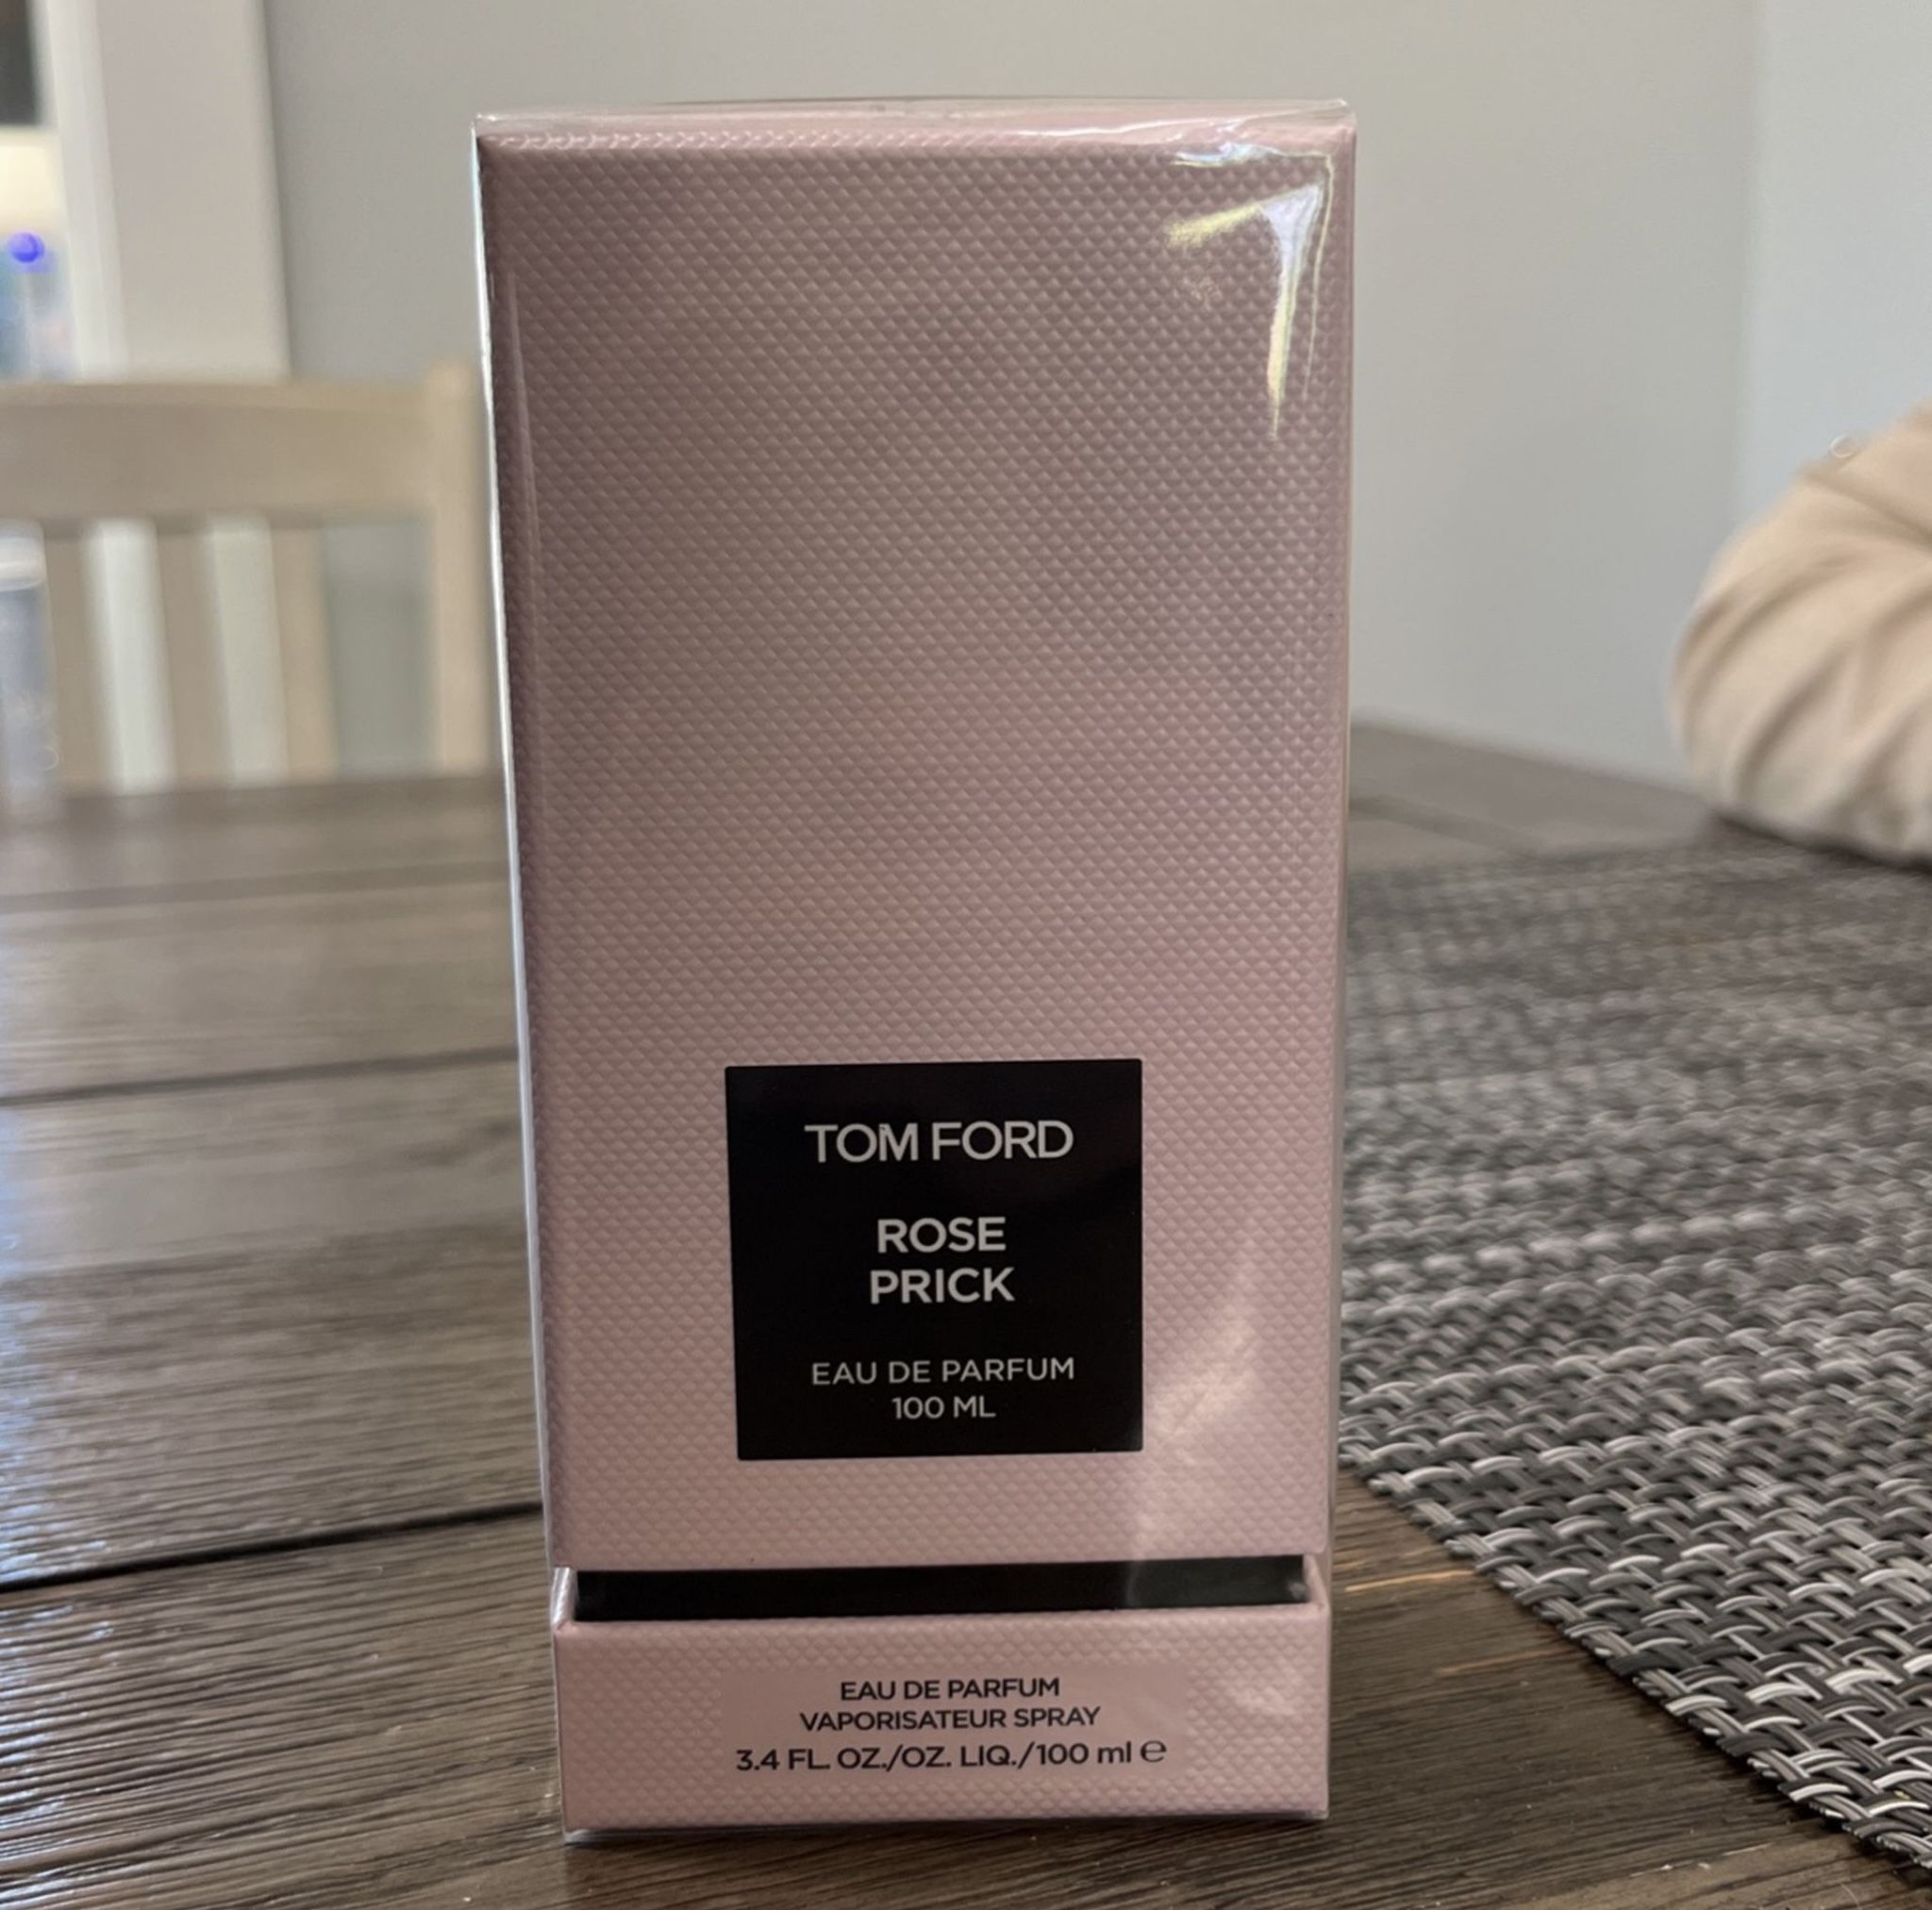 TOM FORD
ROSE
PRICK
EAU DE PARFUM
100 ML
EAU DE PARFUM
VAPORISATEUR SPRAY
3.4 FL. OZ./OZ. LIQ./100 ml ℮